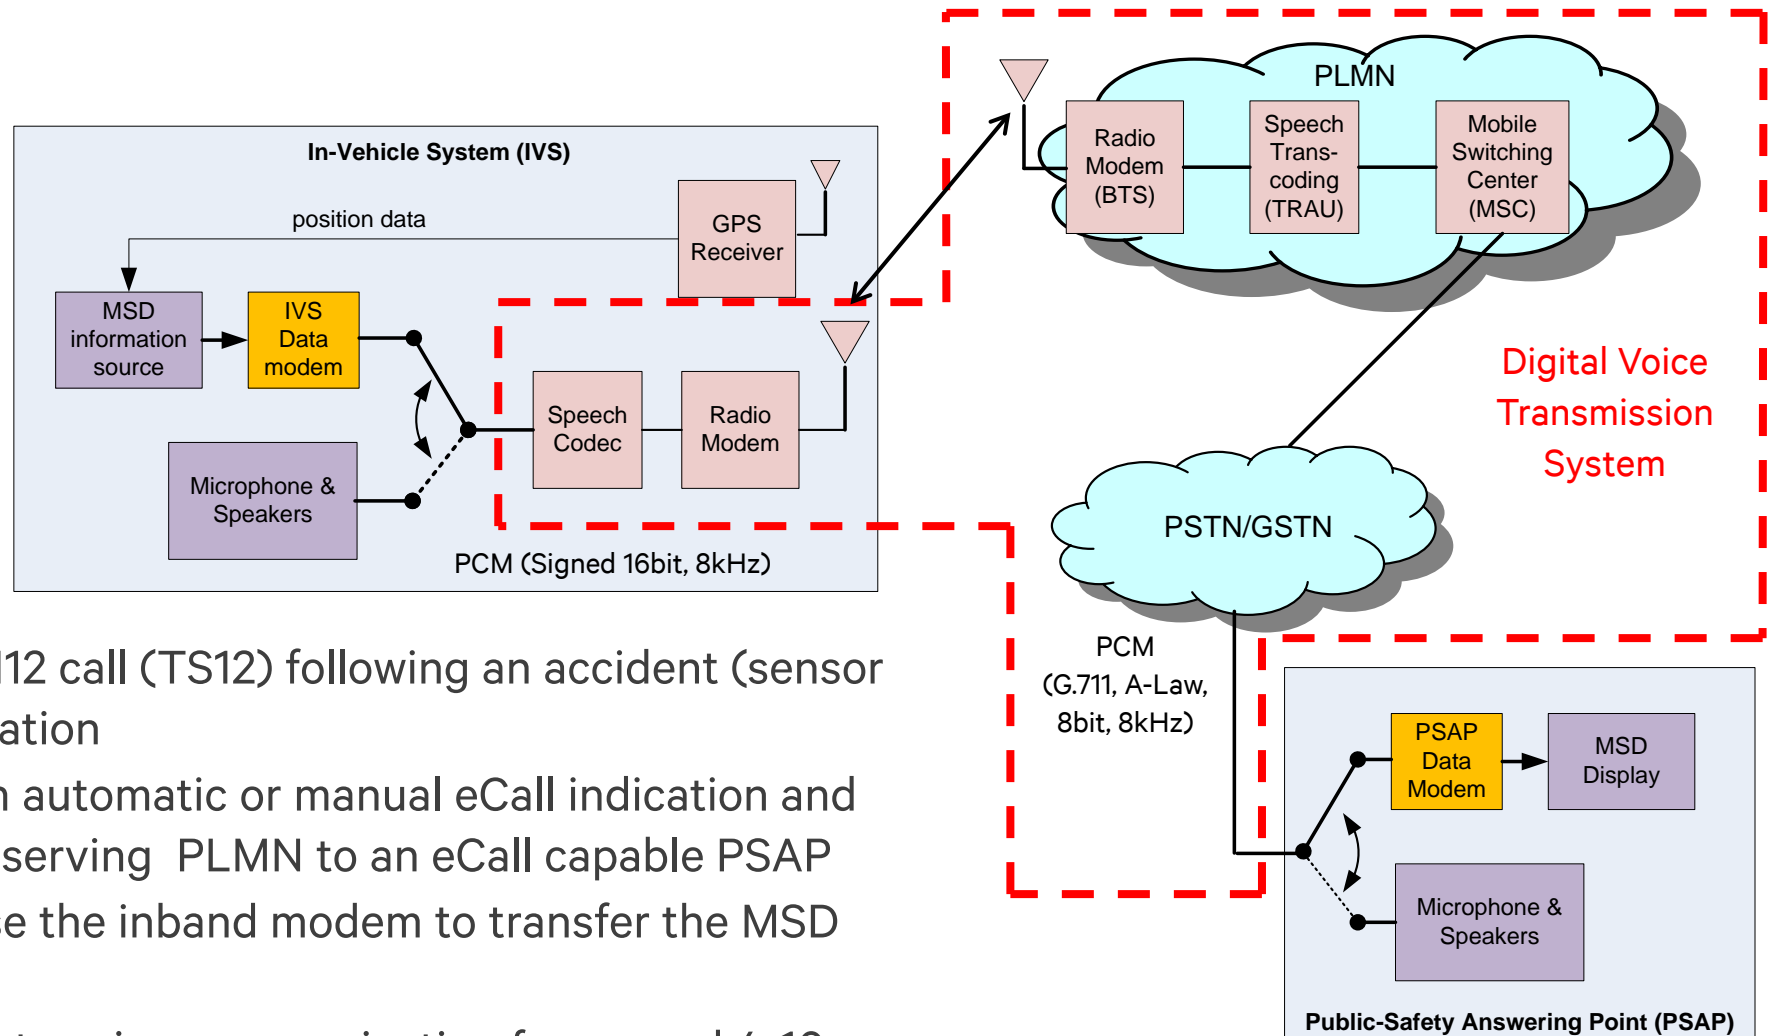 In-Vehicle System (IVS)
position data
GPS
Receiver
MSD
information
source
IVS
Data
modem
Speech
Codec
Radio
Modem
Microphone &
Speakers
PCM (Signed 16bit, 8kHz)
PLMN
Radio
Modem
(BTS)
Speech
Trans-
coding
(TRAU)
Mobile
Switching
Center
(MSC)
Digital Voice
Transmission
System
PSTN/GSTN
PCM
(G.711, A-Law,
8bit, 8kHz)
PSAP
Data
Modem
MSD
Display
Microphone &
Speakers
Public-Safety Answering Point (PSAP)
112 call (TS12) following an accident (sensor
ation
automatic or manual eCall indication and
serving PLMN to an eCall capable PSAP
se the inband modem to transfer the MSD